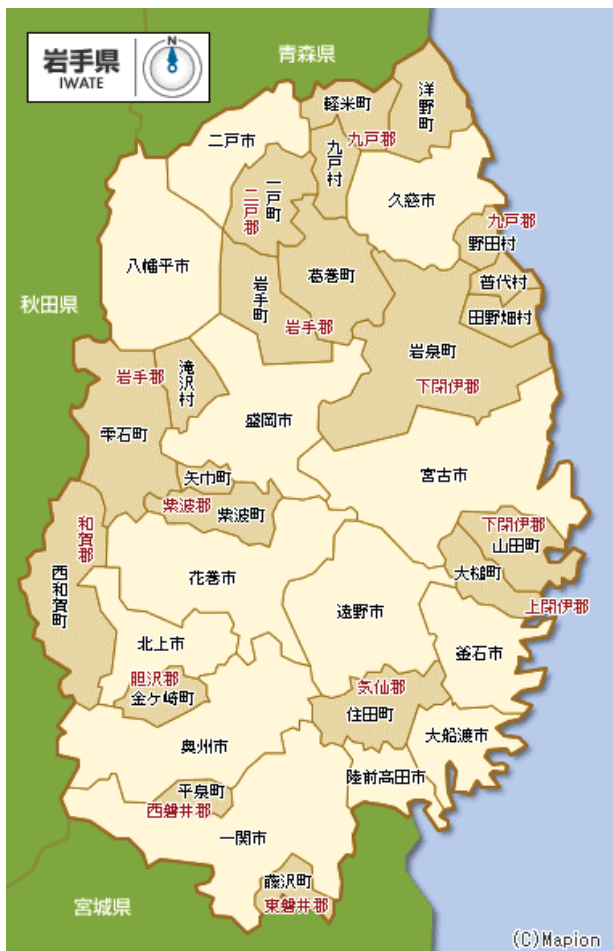 岩手県
IWATE
N
青森県
秋田県
宮城県
洋野町
軽米町
九戸郡
九戸村
二戸市
一戸町
二戸郡
久慈市
九戸郡
野田村
普代村
田野畑村
八幡平市
葛巻町
岩手町
岩手郡
岩泉町
下閉伊郡
岩手郡
滝沢村
雫石町
盛岡市
宮古市
矢巾町
紫波郡
紫波町
和賀郡
西和賀町
下閉伊郡
山田町
大槌町
上閉伊郡
花巻市
遠野市
釜石市
北上市
胆沢郡
金ヶ崎町
気仙郡
住田町
大船渡市
奥州市
陸前高田市
平泉町
西磐井郡
一関市
藤沢町
東磐井郡
(C)Mapion